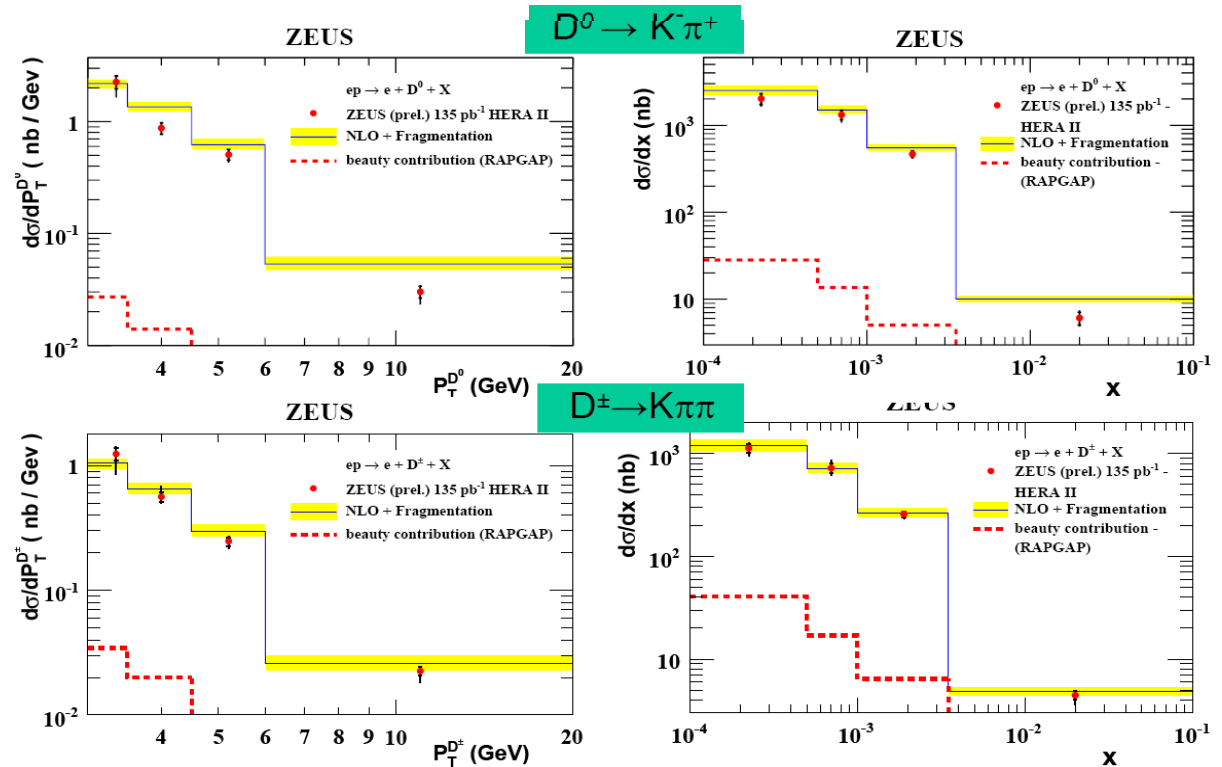 D⁰ → K⁻π⁺
ZEUS
dσ/dP_T^{D⁰} ( nb / Gev )
1
10⁻¹
10⁻²
ep → e + D⁰ + X
ZEUS (prel.) 135 pb⁻¹ HERA II
NLO + Fragmentation
beauty contribution (RAPGAP)
4 5 6 7 8 9 10 20
P_T^{D⁰} (GeV)
ZEUS
dσ/dx (nb)
10³
10²
10
ep → e + D⁰ + X
ZEUS (prel.) 135 pb⁻¹ -
HERA II
NLO + Fragmentation
beauty contribution -
(RAPGAP)
10⁻⁴ 10⁻³ 10⁻² 10⁻¹
x
D±→Kππ
ZEUS
dσ/dP_T^{D±} ( nb / Gev )
1
10⁻¹
10⁻²
ep → e + D± + X
ZEUS (prel.) 135 pb⁻¹ HERA II
NLO + Fragmentation
beauty contribution (RAPGAP)
4 5 6 7 8 9 10 20
P_T^{D±} (GeV)
ZEUS
dσ/dx (nb)
10³
10²
10
ep → e + D± + X
ZEUS (prel.) 135 pb⁻¹ -
HERA II
NLO + Fragmentation
beauty contribution -
(RAPGAP)
10⁻⁴ 10⁻³ 10⁻² 10⁻¹
x